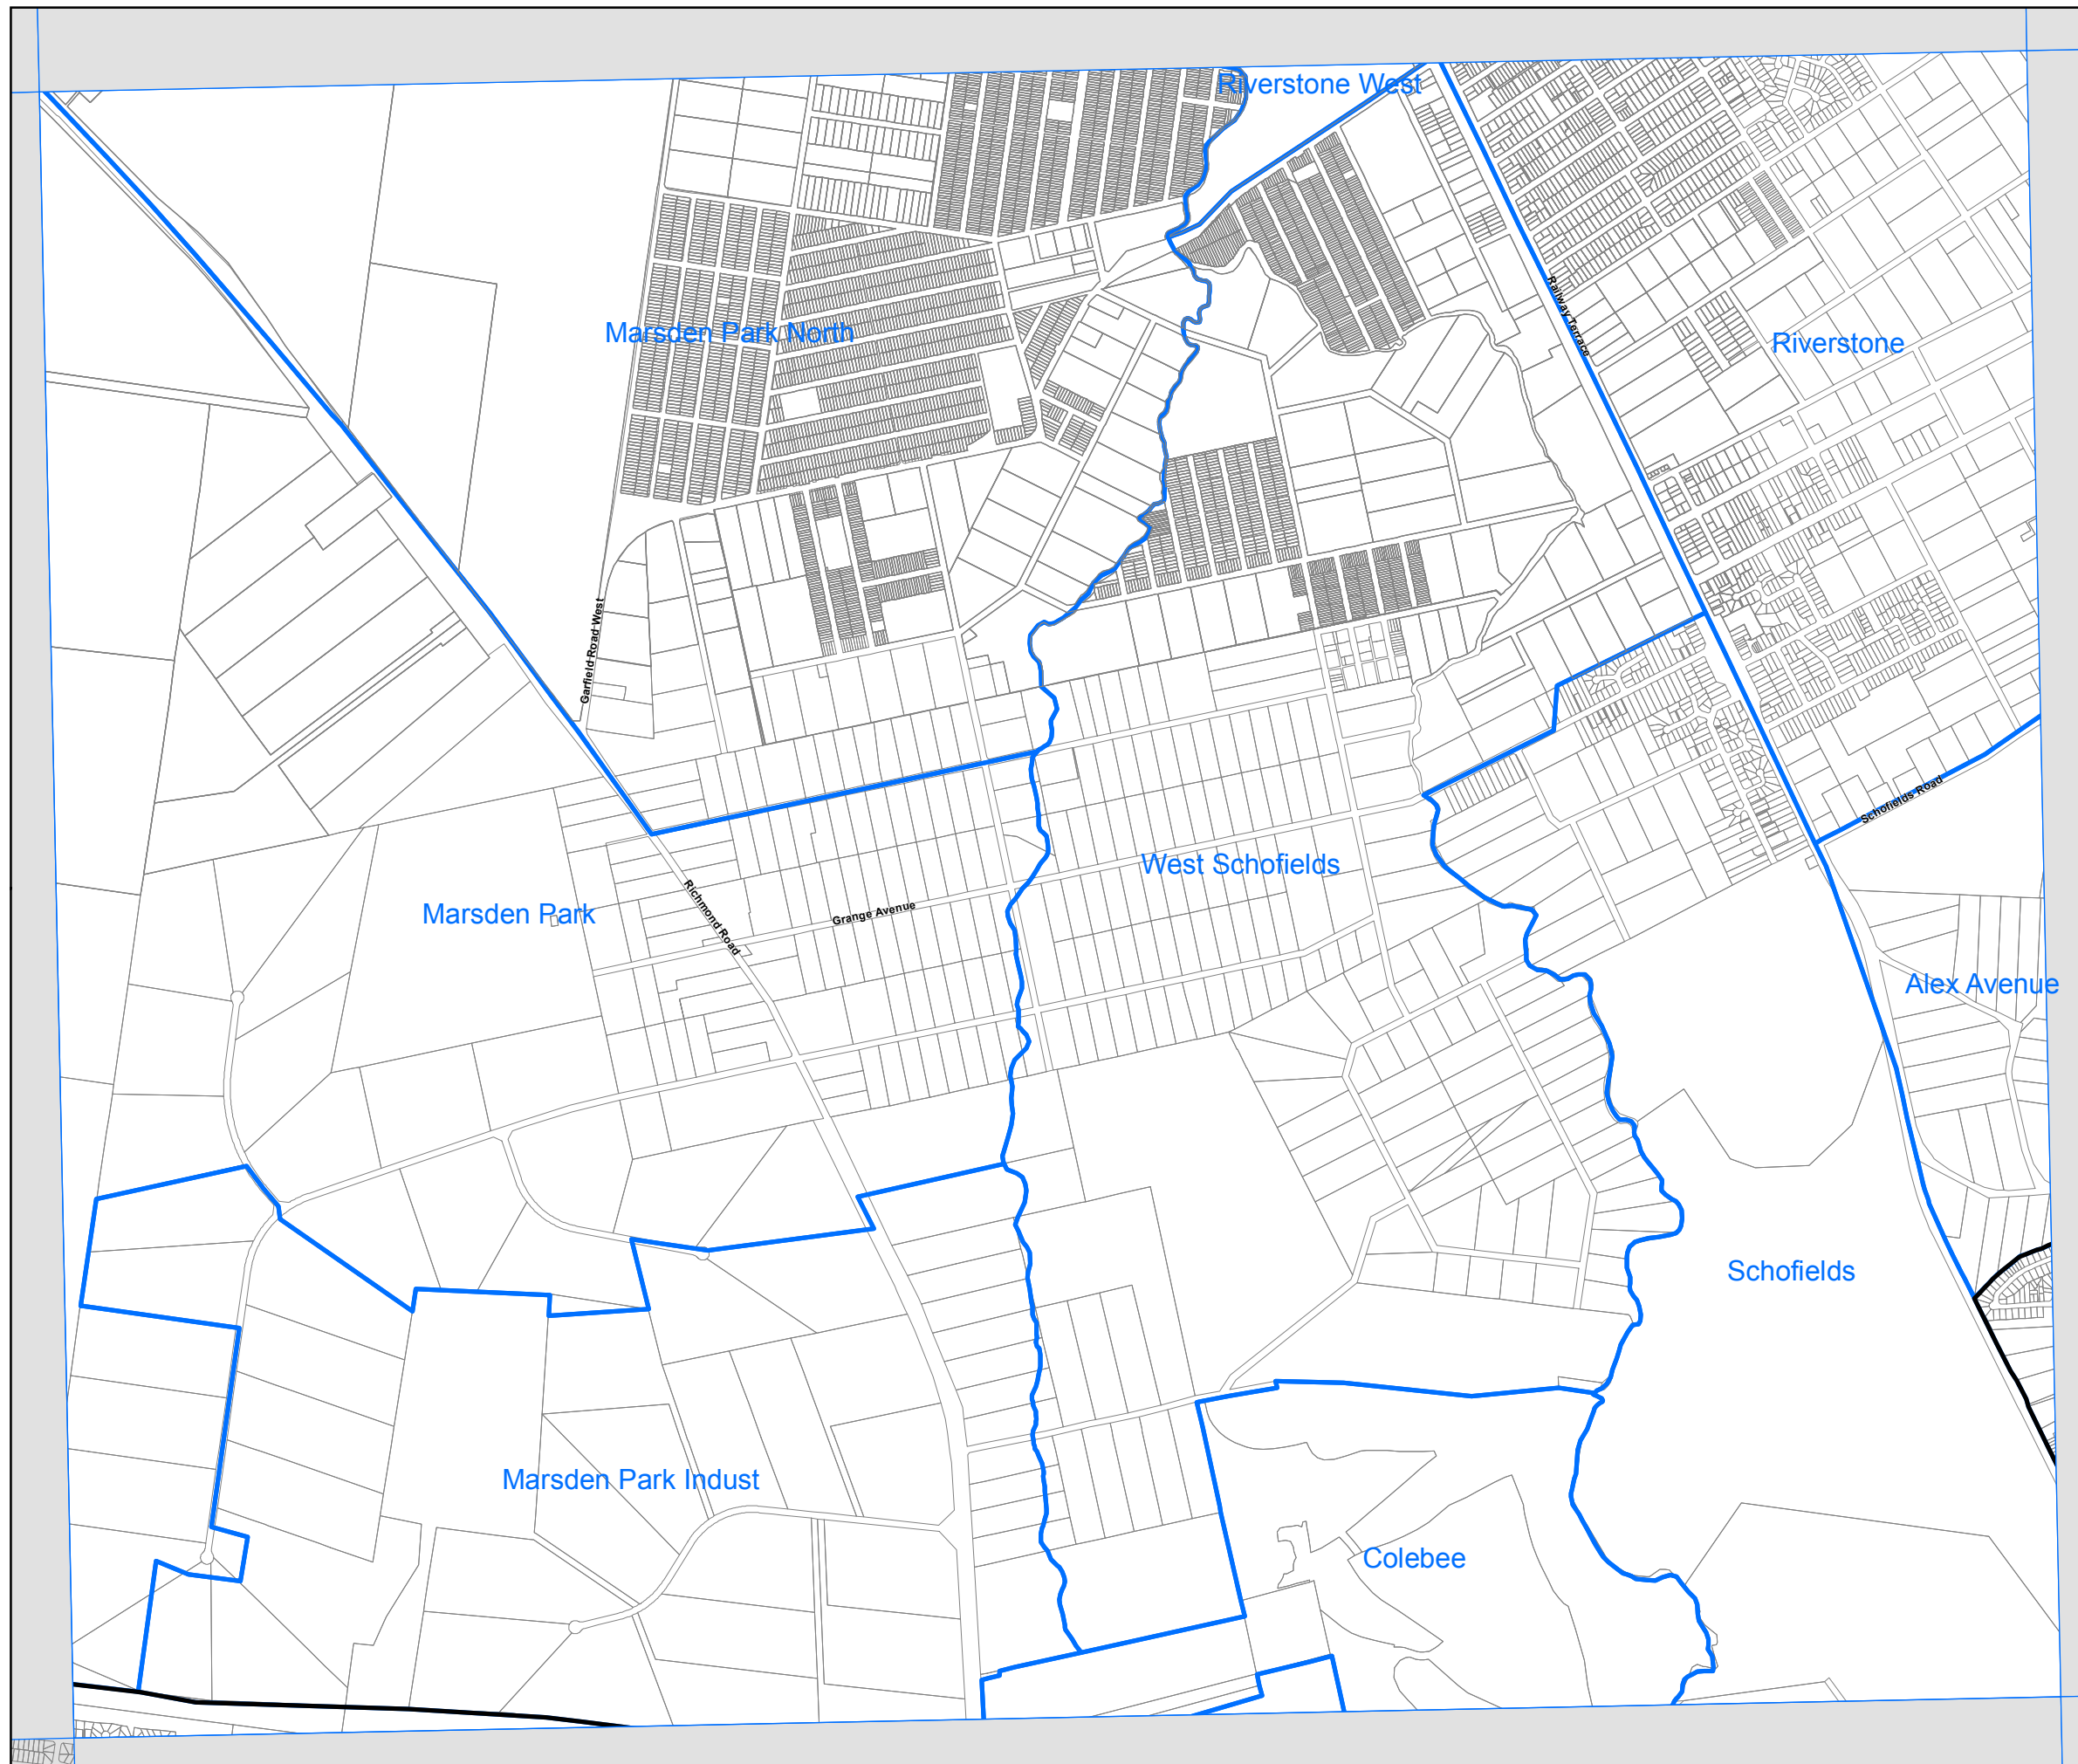 Riverstone West
Railway Terrace
Marsden Park North
Riverstone
Garfield Road West
Schofields Road
West Schofields
Marsden Park
Richmond Road
Grange Avenue
Alex Avenue
Schofields
Marsden Park Indust
Colebee